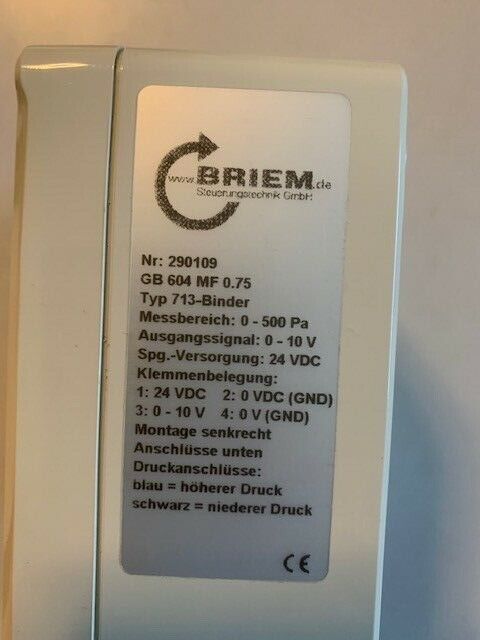 www.BRIEM.de
Steuerungstechnik GmbH
Nr: 290109
GB 604 MF 0.75
Typ 713-Binder
Messbereich: 0 - 500 Pa
Ausgangssignal: 0 - 10 V
Spg.-Versorgung: 24 VDC
Klemmenbelegung:
1: 24 VDC 2: 0 VDC (GND)
3: 0 - 10 V 4: 0 V (GND)
Montage senkrecht
Anschlüsse unten
Druckanschlüsse:
blau = höherer Druck
schwarz = niederer Druck
CE